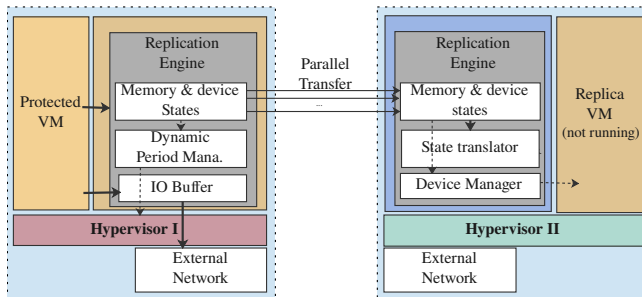 Protected
VM
Replication
Engine
Memory & device
States
Dynamic
Period Mana.
IO Buffer
Hypervisor I
External
Network
Parallel
Transfer
...
Replication
Engine
Memory & device
states
State translator
Device Manager
Replica
VM
(not running)
Hypervisor II
External
Network